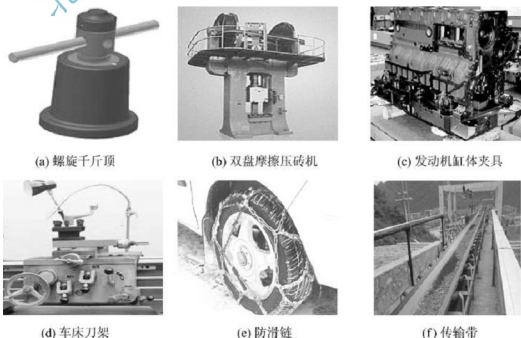 (a) 螺旋千斤顶
(b) 双盘摩擦压砖机
(c) 发动机缸体夹具
(d) 车床刀架
(e) 防滑链
(f) 传输带